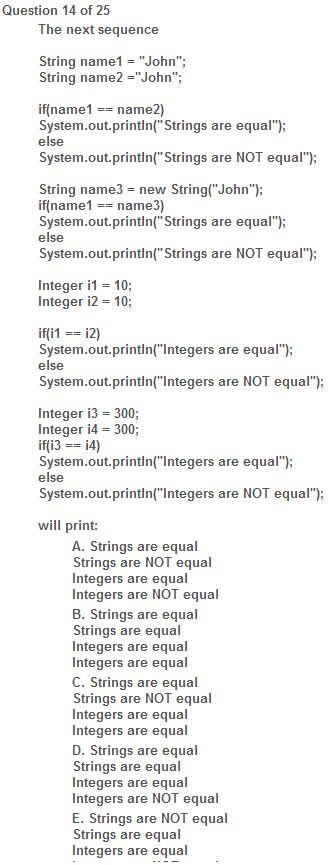 Question 14 of 25
The next sequence
String name1 = "John";
String name2 ="John";
if(name1 == name2)
System.out.println("Strings are equal");
else
System.out.println("Strings are NOT equal");
String name3 = new String("John");
if(name1 == name3)
System.out.println("Strings are equal");
else
System.out.println("Strings are NOT equal");
Integer i1 = 10;
Integer i2 = 10;
if(i1 == i2)
System.out.println("Integers are equal");
else
System.out.println("Integers are NOT equal");
Integer i3 = 300;
Integer i4 = 300;
if(i3 == i4)
System.out.println("Integers are equal");
else
System.out.println("Integers are NOT equal");
will print:
A. Strings are equal
Strings are NOT equal
Integers are equal
Integers are NOT equal
B. Strings are equal
Strings are equal
Integers are equal
Integers are equal
C. Strings are equal
Strings are NOT equal
Integers are equal
Integers are equal
D. Strings are equal
Strings are equal
Integers are equal
Integers are NOT equal
E. Strings are NOT equal
Strings are equal
Integers are equal